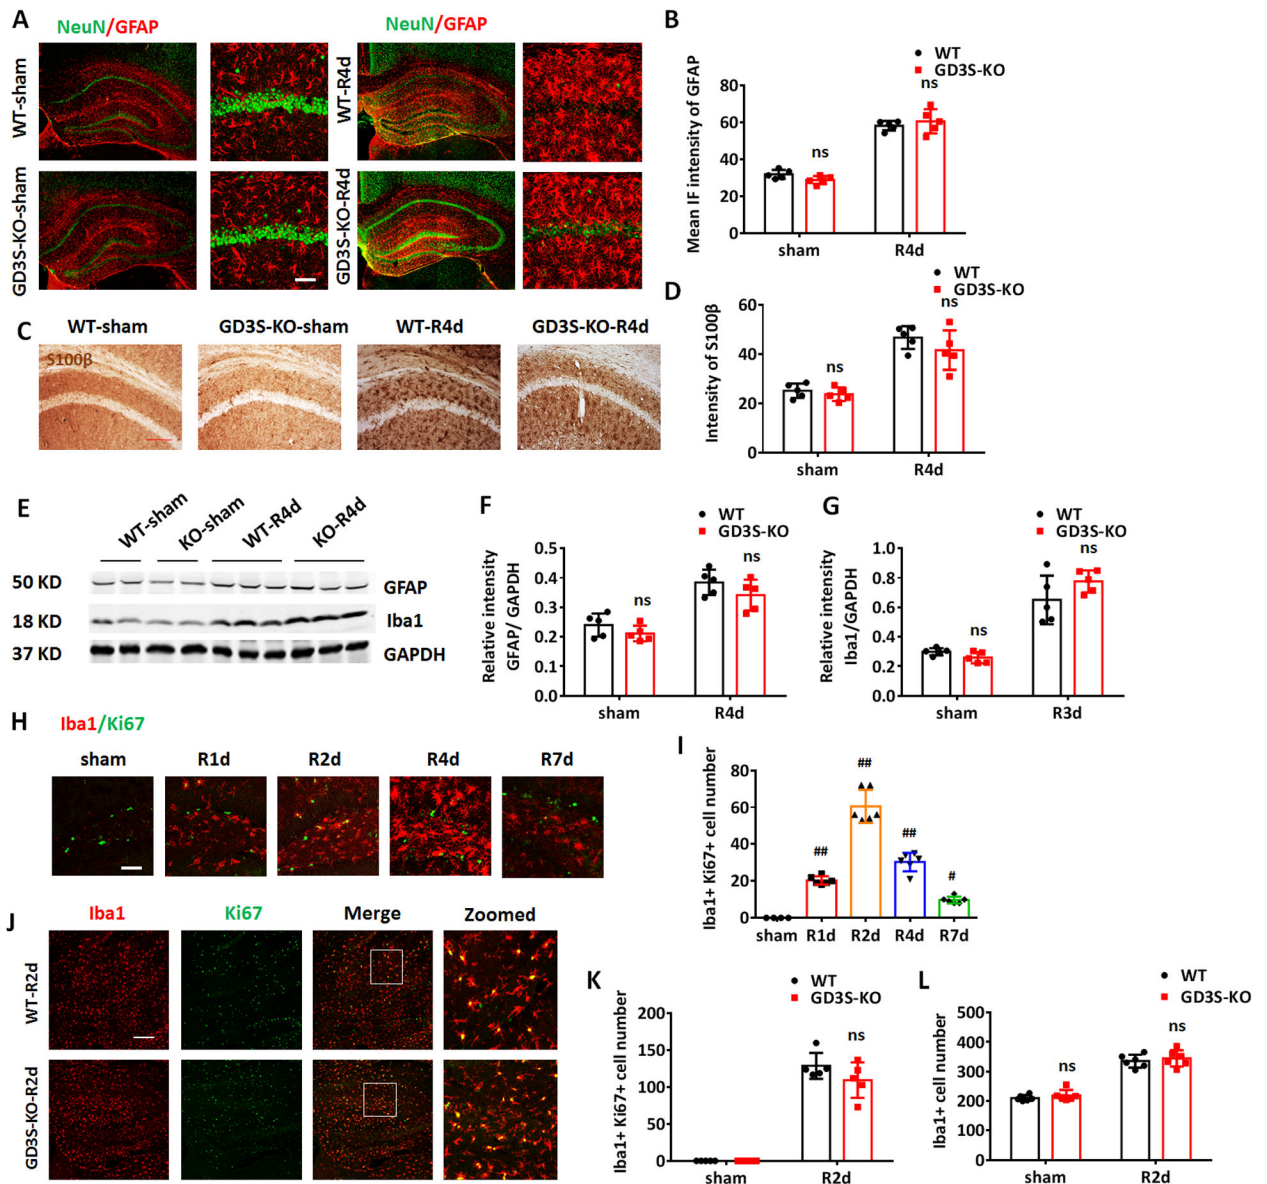 A
NeuN/GFAP
NeuN/GFAP
WT-sham
WT-R4d
GD3S-KO-sham
GD3S-KO-R4d
B
WT
GD3S-KO
Mean IF intensity of GFAP
80
60
40
20
0
ns
ns
sham
R4d
C
WT-sham
GD3S-KO-sham
WT-R4d
GD3S-KO-R4d
S100β
D
WT
GD3S-KO
Intensity of S100β
60
40
20
0
ns
ns
sham
R4d
E
WT-sham
KO-sham
WT-R4d
KO-R4d
50 KD
GFAP
18 KD
Iba1
37 KD
GAPDH
F
WT
GD3S-KO
Relative intensity
GFAP/ GAPDH
0.5
0.4
0.3
0.2
0.1
0.0
ns
ns
sham
R4d
G
WT
GD3S-KO
Relative intensity
Iba1/GAPDH
1.0
0.8
0.6
0.4
0.2
0.0
ns
ns
sham
R3d
H
Iba1/Ki67
sham
R1d
R2d
R4d
R7d
I
Iba1+ Ki67+ cell number
80
60
40
20
0
##
##
##
#
sham
R1d
R2d
R4d
R7d
J
Iba1
Ki67
Merge
Zoomed
WT-R2d
GD3S-KO-R2d
K
WT
GD3S-KO
Iba1+ Ki67+ cell number
200
150
100
50
0
ns
sham
R2d
L
WT
GD3S-KO
Iba1+ cell number
500
400
300
200
100
0
ns
ns
sham
R2d